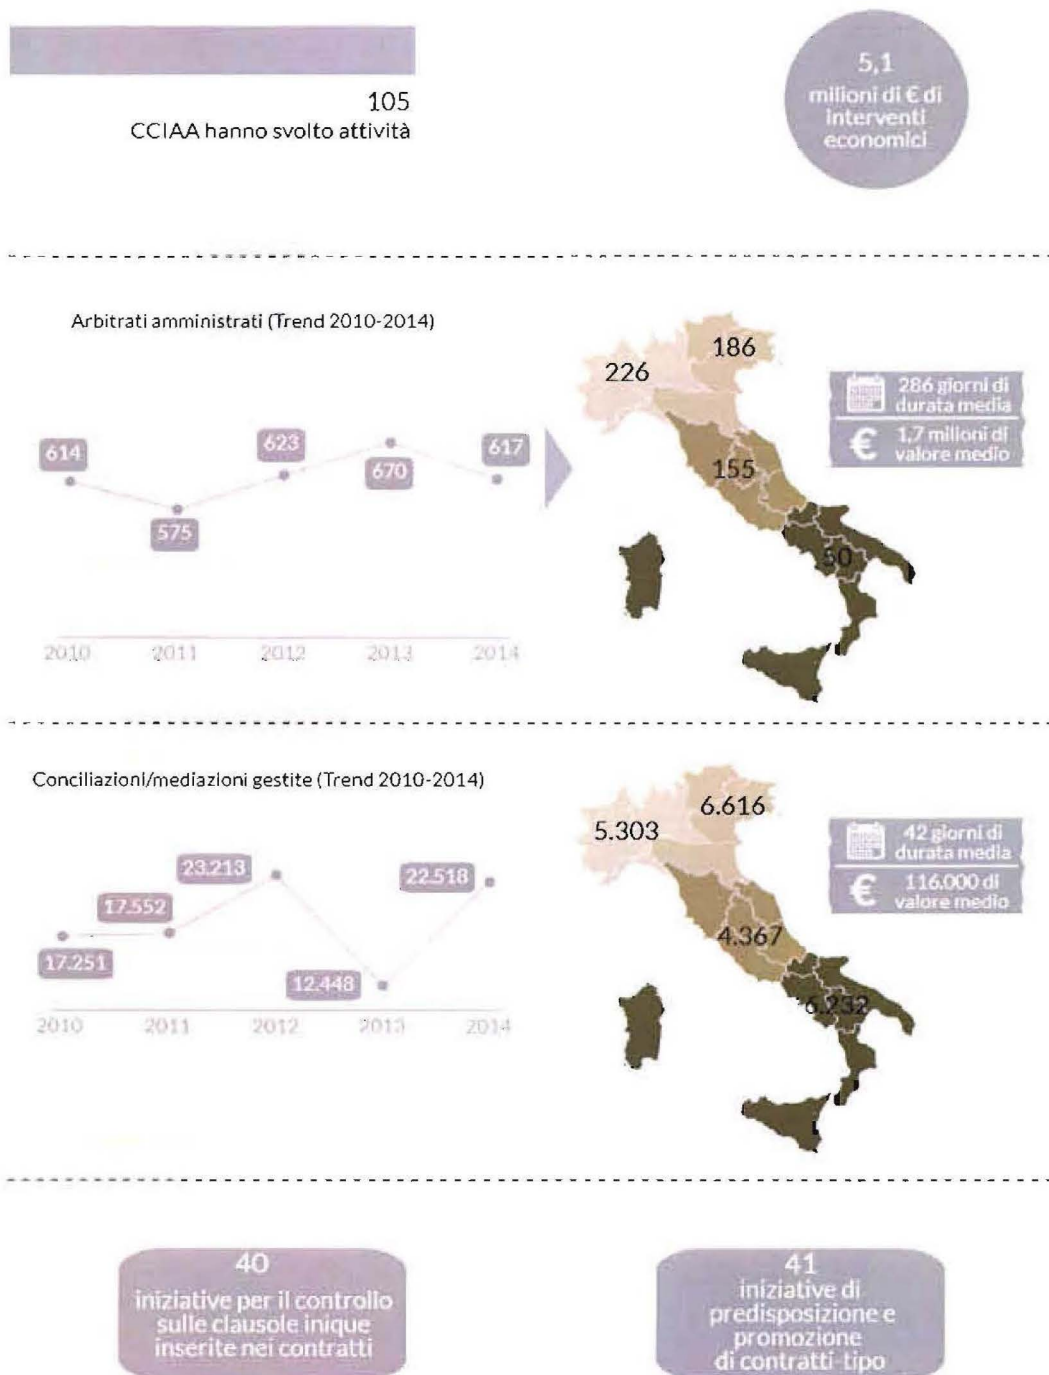 105
CCIAA hanno svolto attività
5,1
milioni di € di
interventi
economici
Arbitrati amministrati (Trend 2010-2014)
614
575
623
670
617
2010
2011
2012
2013
2014
226
186
155
50
286 giorni di
durata media
€ 1,7 milioni di
valore medio
Conciliazioni/mediazioni gestite (Trend 2010-2014)
17.251
17.552
23.213
12.448
22.518
2010
2011
2012
2013
2014
5.303
6.616
4.367
6.232
42 giorni di
durata media
€ 116.000 di
valore medio
40
iniziative per il controllo
sulle clausole inique
inserite nei contratti
41
iniziative di
predisposizione e
promozione
di contratti-tipo